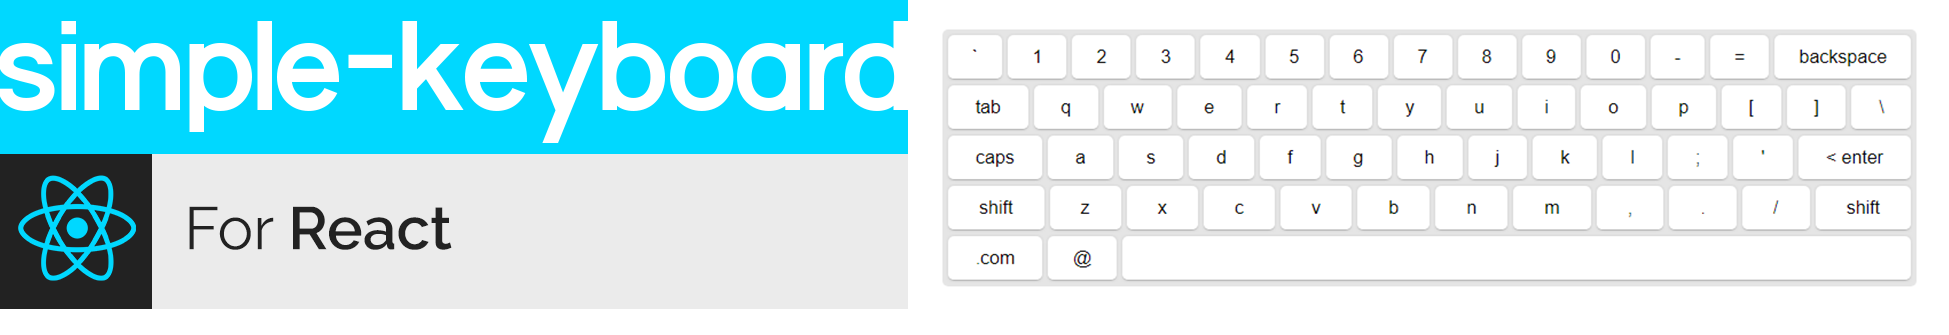 simple-keyboard
For React
` 1 2 3 4 5 6 7 8 9 0 - = backspace
tab q w e r t y u i o p [ ] \
caps a s d f g h j k l ; ' < enter
shift z x c v b n m , . / shift
.com @